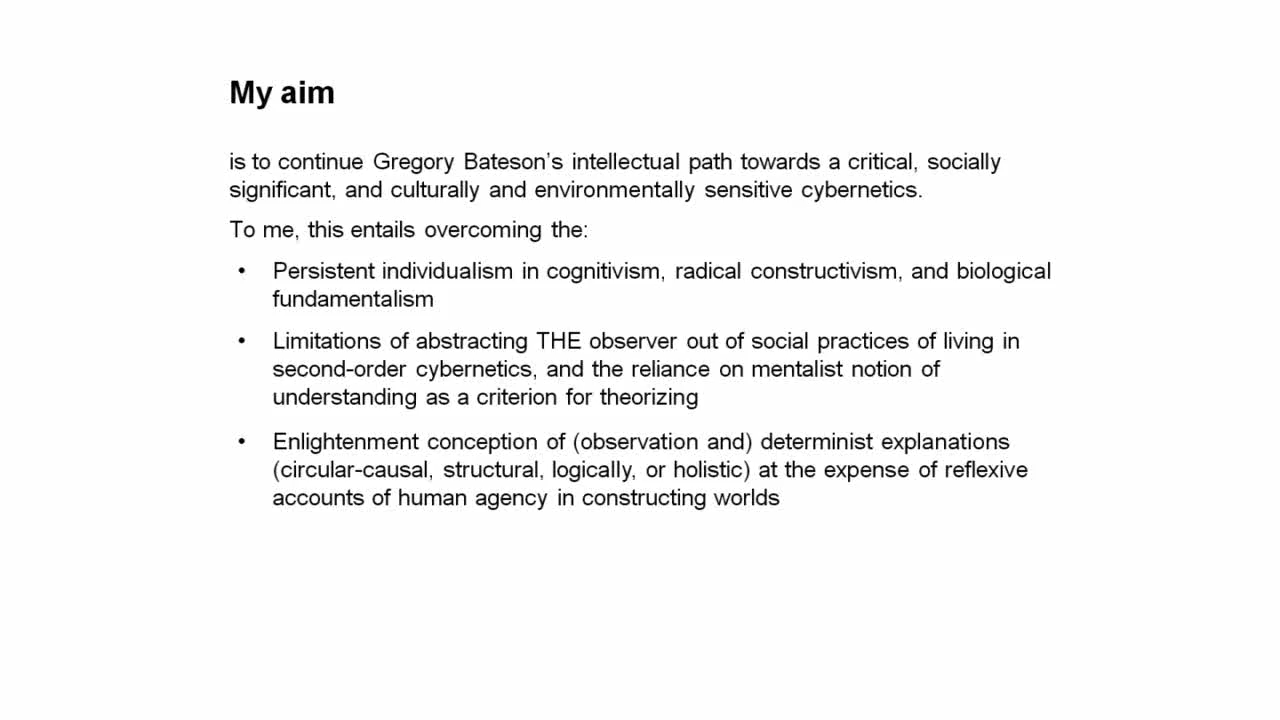 My aim
is to continue Gregory Bateson’s intellectual path towards a critical, socially
significant, and culturally and environmentally sensitive cybernetics.
To me, this entails overcoming the:
• Persistent individualism in cognitivism, radical constructivism, and biological
fundamentalism
• Limitations of abstracting THE observer out of social practices of living in
second-order cybernetics, and the reliance on mentalist notion of
understanding as a criterion for theorizing
• Enlightenment conception of (observation and) determinist explanations
(circular-causal, structural, logically, or holistic) at the expense of reflexive
accounts of human agency in constructing worlds